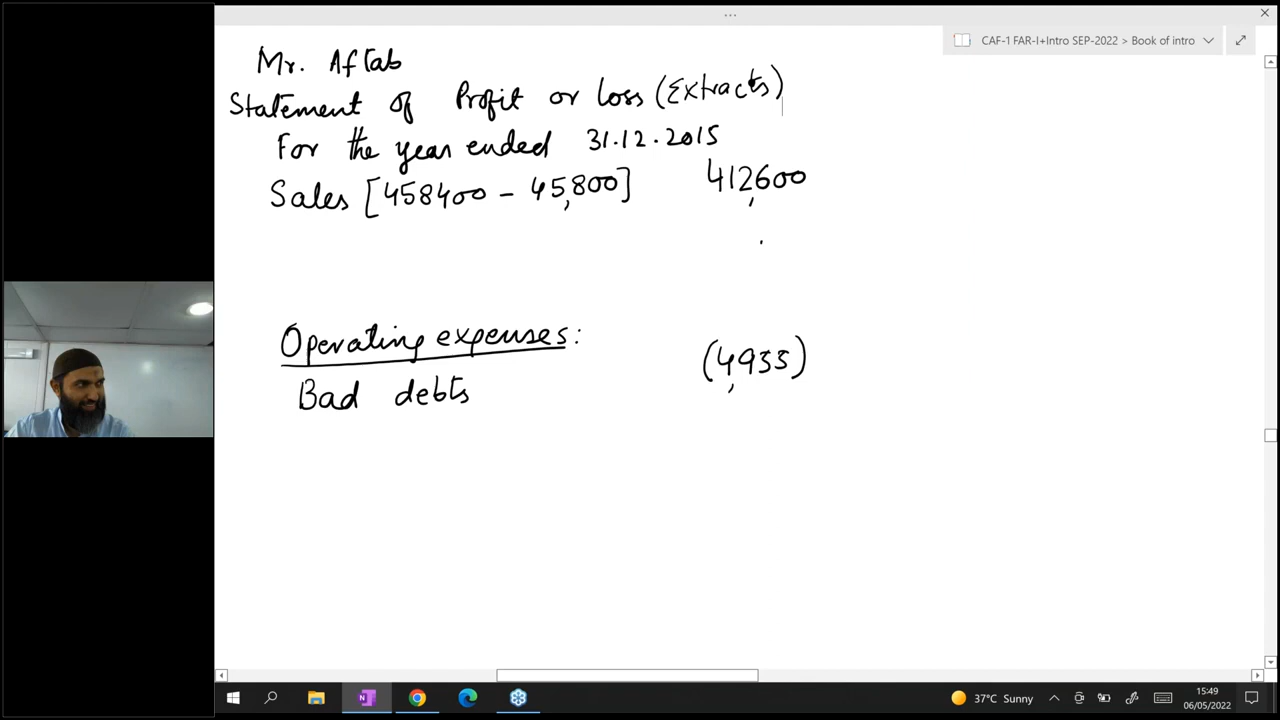 CAF-1 FAR-I+Intro SEP-2022 > Book of intro
Mr. Aftab
Statement of Profit or loss (Extracts)
For the year ended 31.12.2015
Sales [458400 - 45,800] 412,600
Operating expenses:
Bad debts (4,933)
37°C Sunny
15:49
06/05/2022